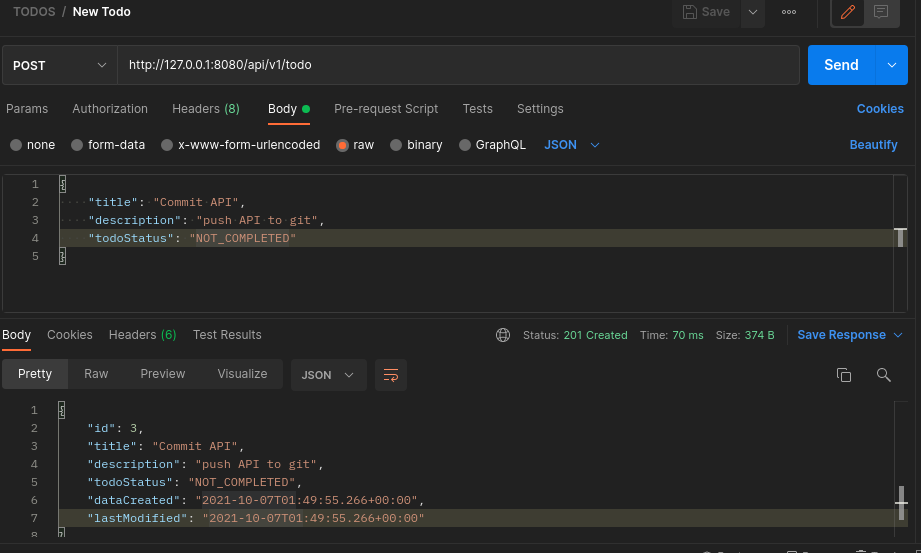 TODOS / New Todo
Save
POST http://127.0.0.1:8080/api/v1/todo Send
Params Authorization Headers (8) Body Pre-request Script Tests Settings Cookies
none form-data x-www-form-urlencoded raw binary GraphQL JSON Beautify
1 {
2 "title": "Commit API",
3 "description": "push API to git",
4 "todoStatus": "NOT_COMPLETED"
5 }
Body Cookies Headers (6) Test Results Status: 201 Created Time: 70 ms Size: 374 B Save Response
Pretty Raw Preview Visualize JSON
1 {
2 "id": 3,
3 "title": "Commit API",
4 "description": "push API to git",
5 "todoStatus": "NOT_COMPLETED",
6 "dataCreated": "2021-10-07T01:49:55.266+00:00",
7 "lastModified": "2021-10-07T01:49:55.266+00:00"
8 }